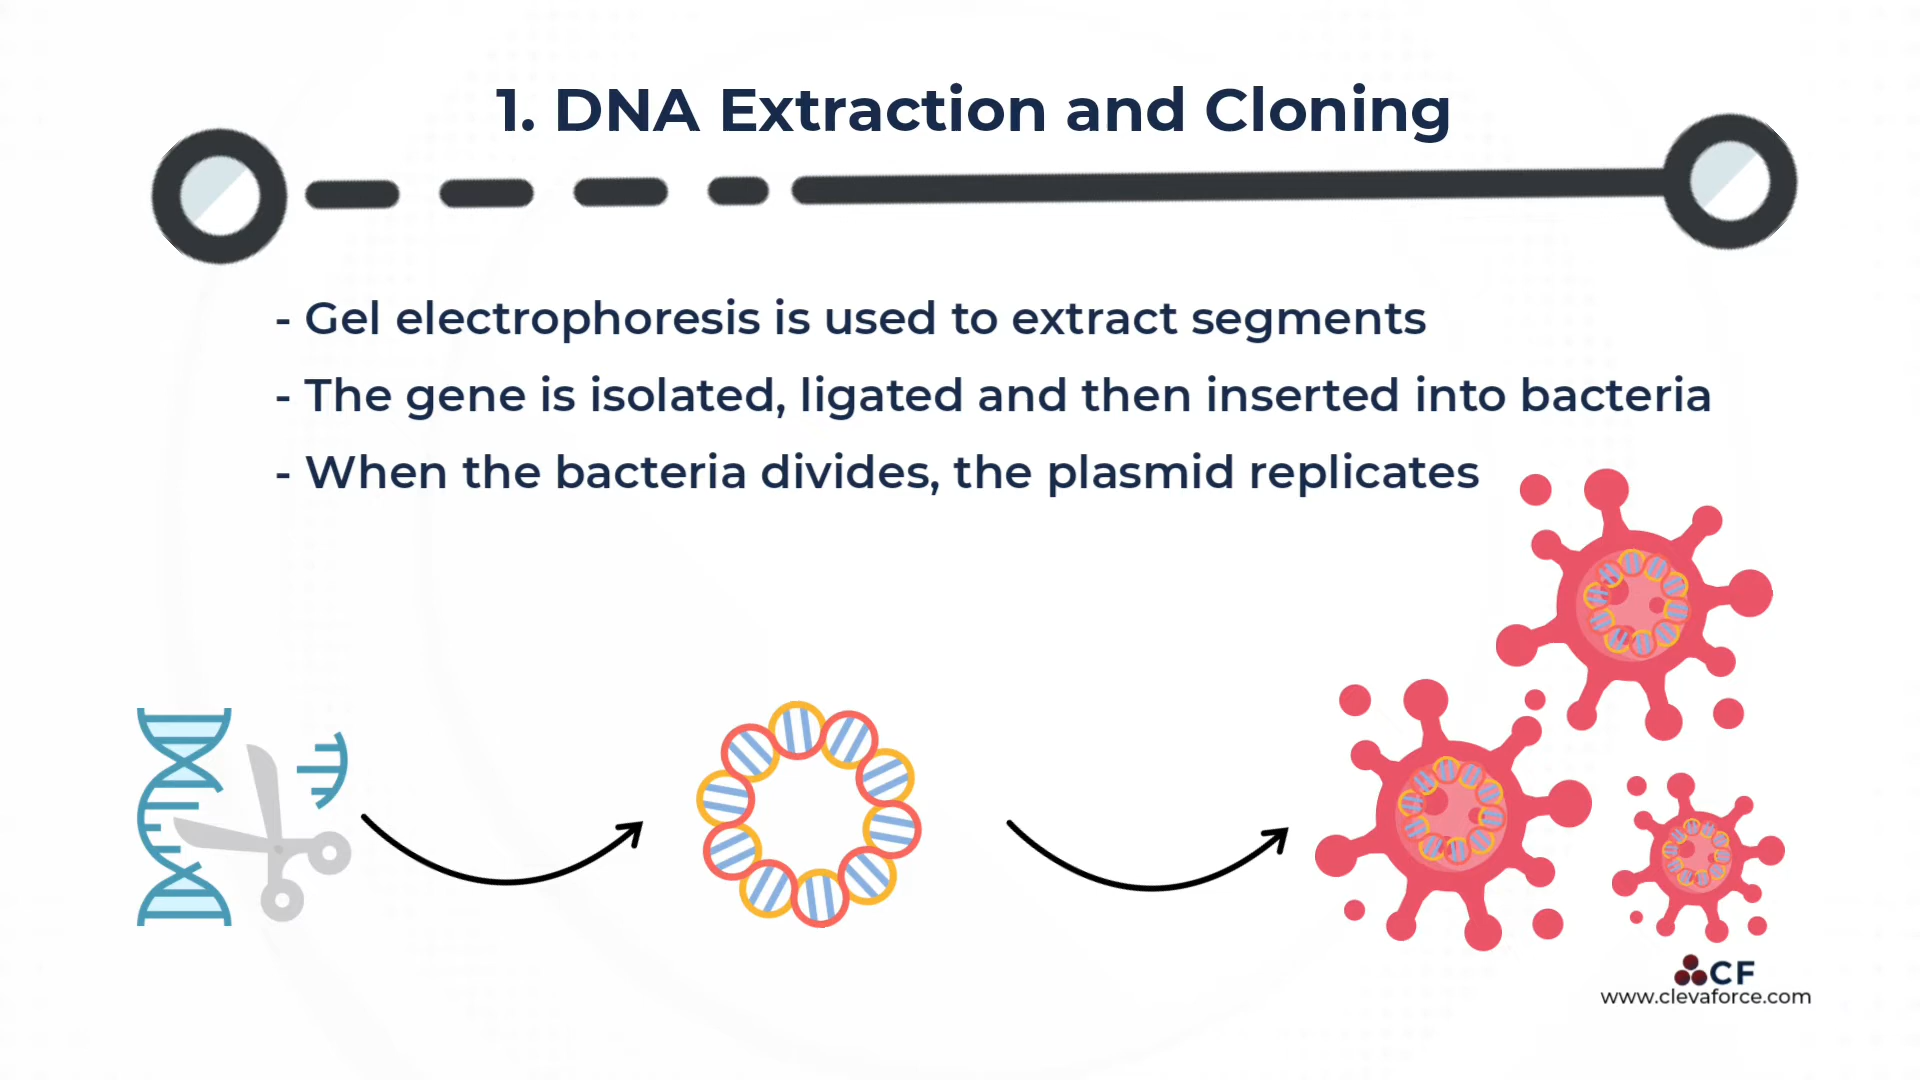 1. DNA Extraction and Cloning
- Gel electrophoresis is used to extract segments
- The gene is isolated, ligated and then inserted into bacteria
- When the bacteria divides, the plasmid replicates
CF
www.clevaforce.com